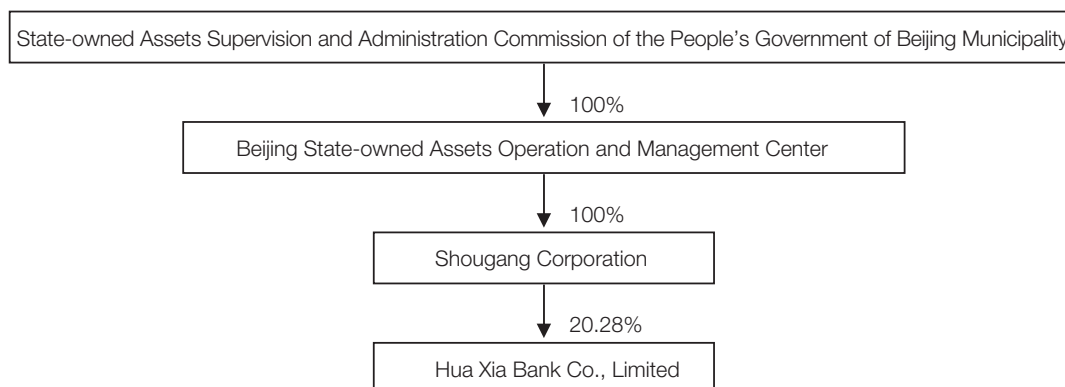 State-owned Assets Supervision and Administration Commission of the People's Government of Beijing Municipality
100%
Beijing State-owned Assets Operation and Management Center
100%
Shougang Corporation
20.28%
Hua Xia Bank Co., Limited